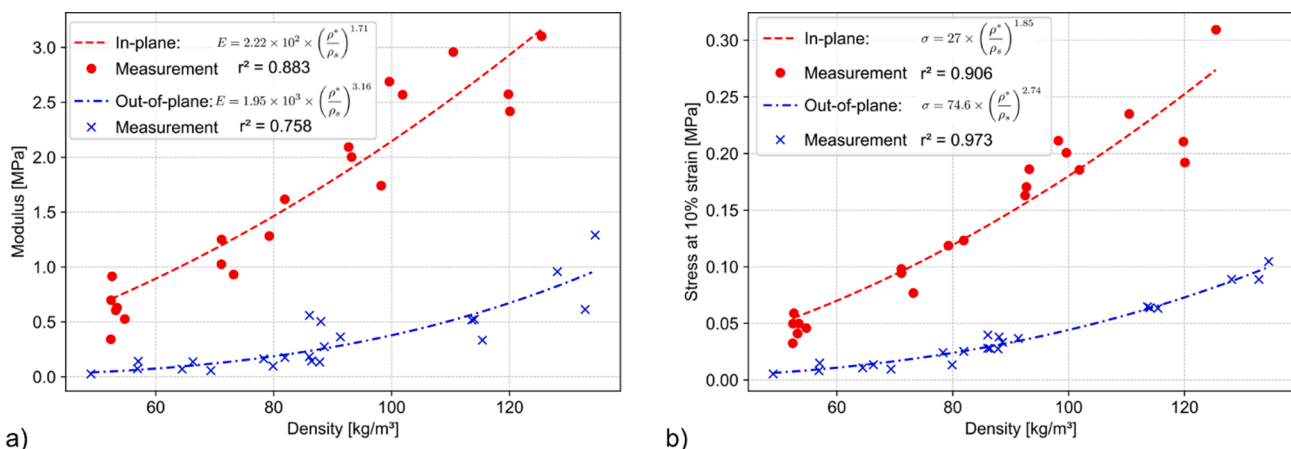 In-plane: E = 2.22 × 10² × (ρ*/ρₛ)^1.71
Measurement r² = 0.883
Out-of-plane: E = 1.95 × 10³ × (ρ*/ρₛ)^3.16
Measurement r² = 0.758
3.0
2.5
2.0
1.5
1.0
0.5
0.0
Modulus [MPa]
60 80 100 120
Density [kg/m³]
a)
In-plane: σ = 27 × (ρ*/ρₛ)^1.85
Measurement r² = 0.906
Out-of-plane: σ = 74.6 × (ρ*/ρₛ)^2.74
Measurement r² = 0.973
0.30
0.25
0.20
0.15
0.10
0.05
0.00
Stress at 10% strain [MPa]
60 80 100 120
Density [kg/m³]
b)